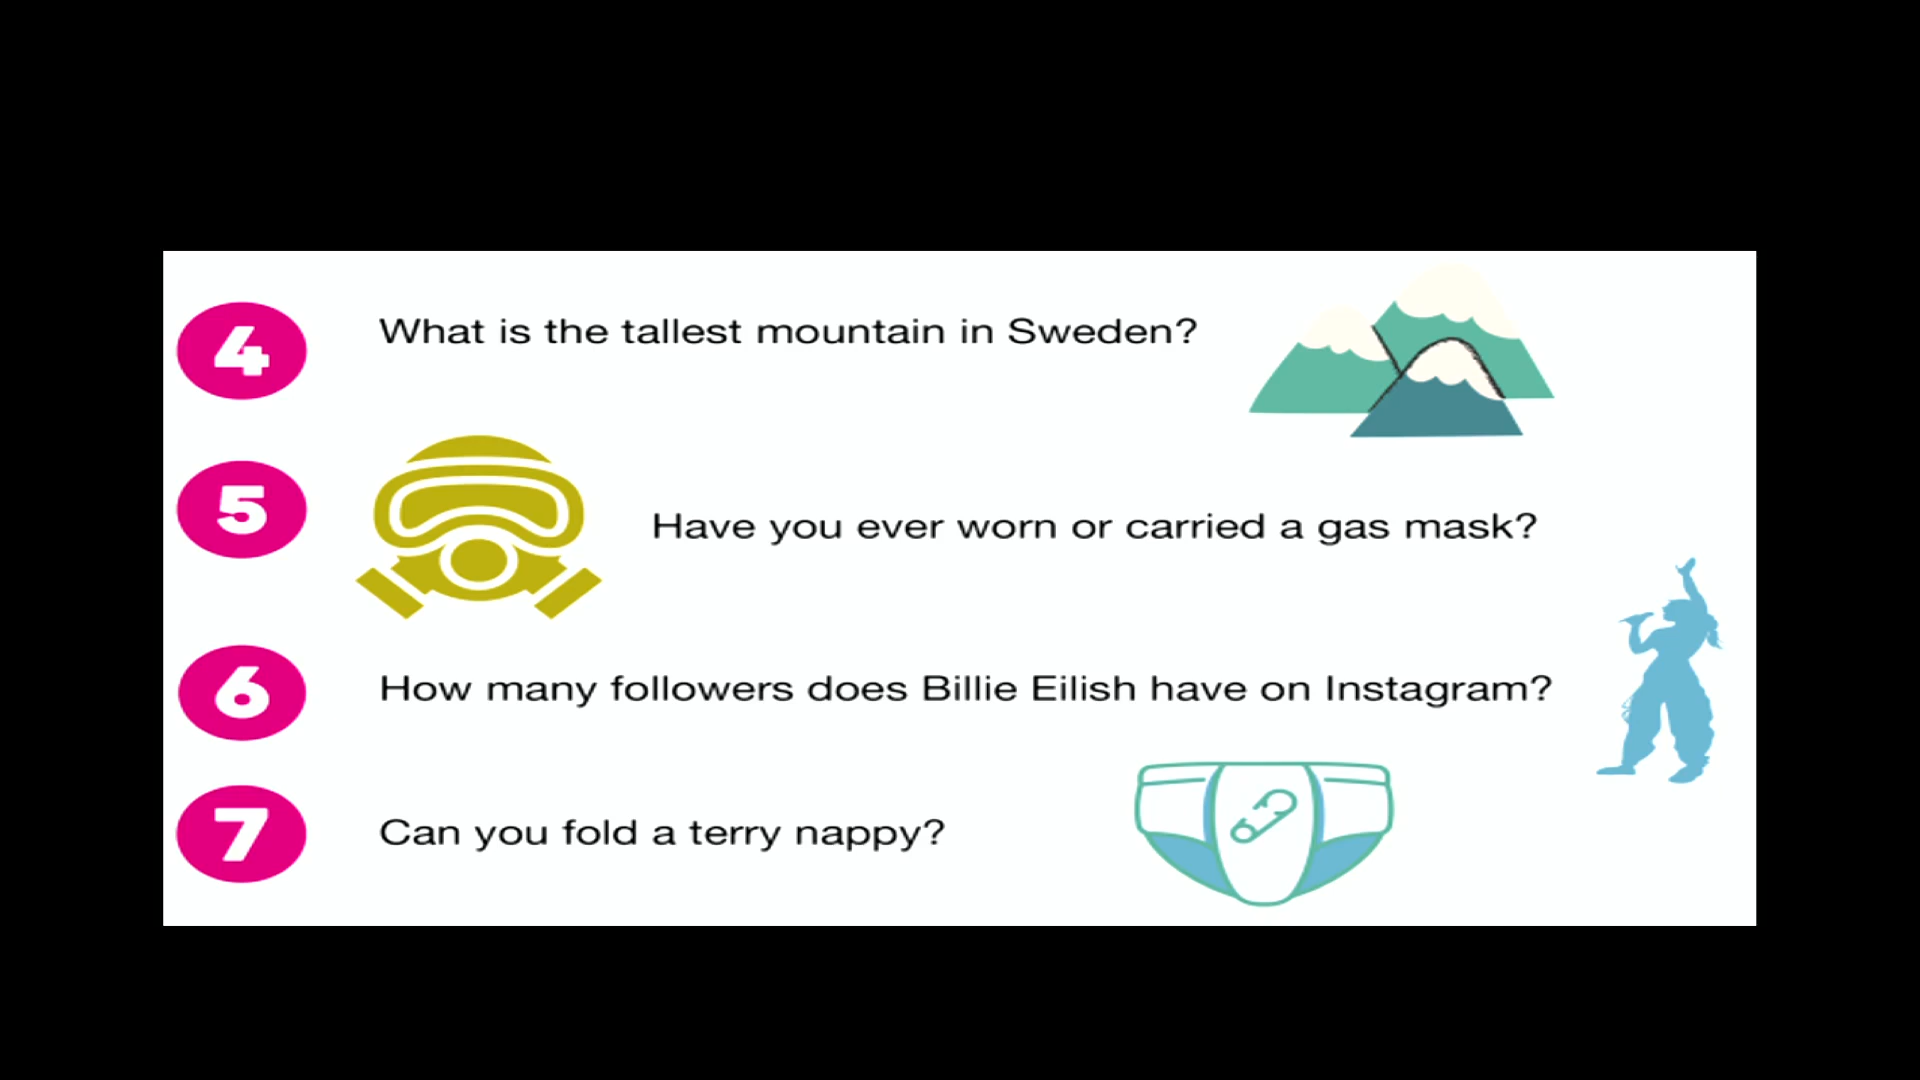 4 What is the tallest mountain in Sweden?
5 Have you ever worn or carried a gas mask?
6 How many followers does Billie Eilish have on Instagram?
7 Can you fold a terry nappy?